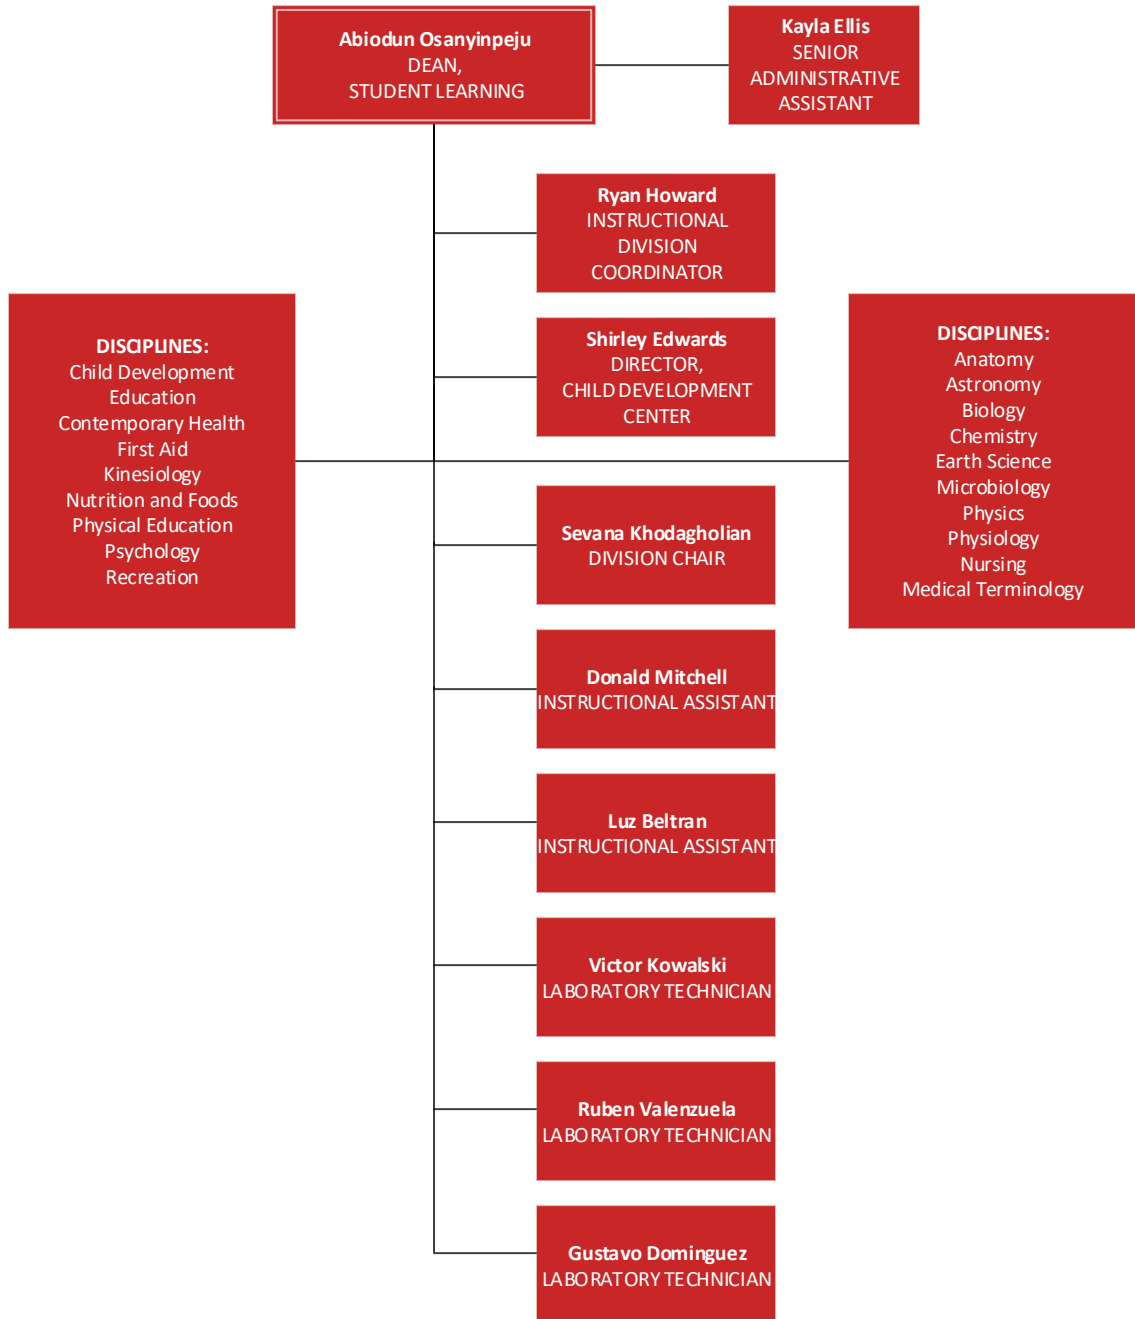 Abiodun Osanyinpeju
DEAN,
STUDENT LEARNING
Kayla Ellis
SENIOR
ADMINISTRATIVE
ASSISTANT
Ryan Howard
INSTRUCTIONAL
DIVISION
COORDINATOR
Shirley Edwards
DIRECTOR,
CHILD DEVELOPMENT
CENTER
DISCIPLINES:
Child Development
Education
Contemporary Health
First Aid
Kinesiology
Nutrition and Foods
Physical Education
Psychology
Recreation
DISCIPLINES:
Anatomy
Astronomy
Biology
Chemistry
Earth Science
Microbiology
Physics
Physiology
Nursing
Medical Terminology
Sevana Khodagholian
DIVISION CHAIR
Donald Mitchell
INSTRUCTIONAL ASSISTANT
Luz Beltran
INSTRUCTIONAL ASSISTANT
Victor Kowalski
LABORATORY TECHNICIAN
Ruben Valenzuela
LABORATORY TECHNICIAN
Gustavo Dominguez
LABORATORY TECHNICIAN